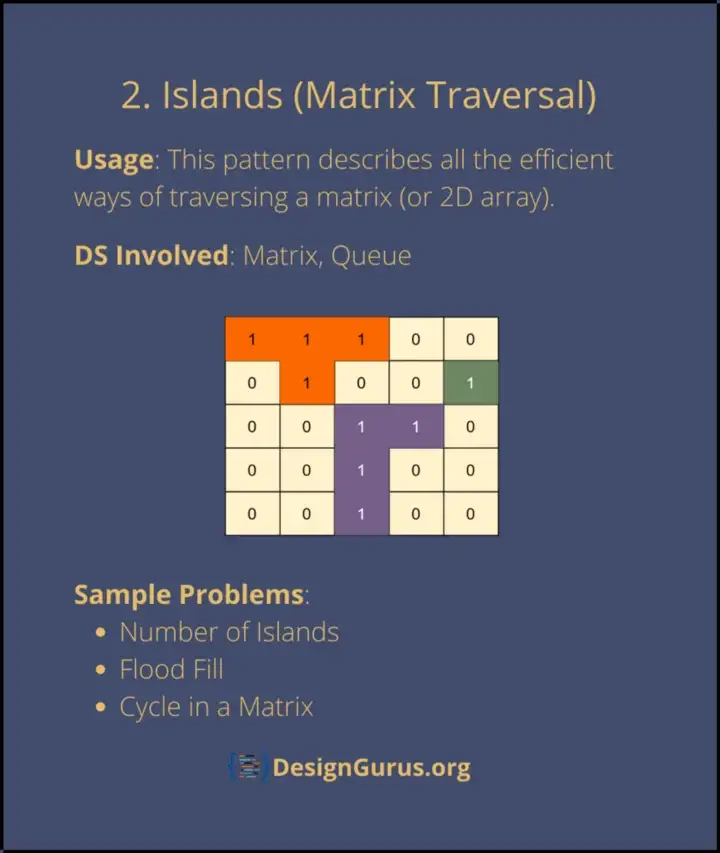 2. Islands (Matrix Traversal)
Usage: This pattern describes all the efficient
ways of traversing a matrix (or 2D array).
DS Involved: Matrix, Queue
1 1 1 0 0
0 1 0 0 1
0 0 1 1 0
0 0 1 0 0
0 0 1 0 0
Sample Problems:
• Number of Islands
• Flood Fill
• Cycle in a Matrix
DesignGurus.org